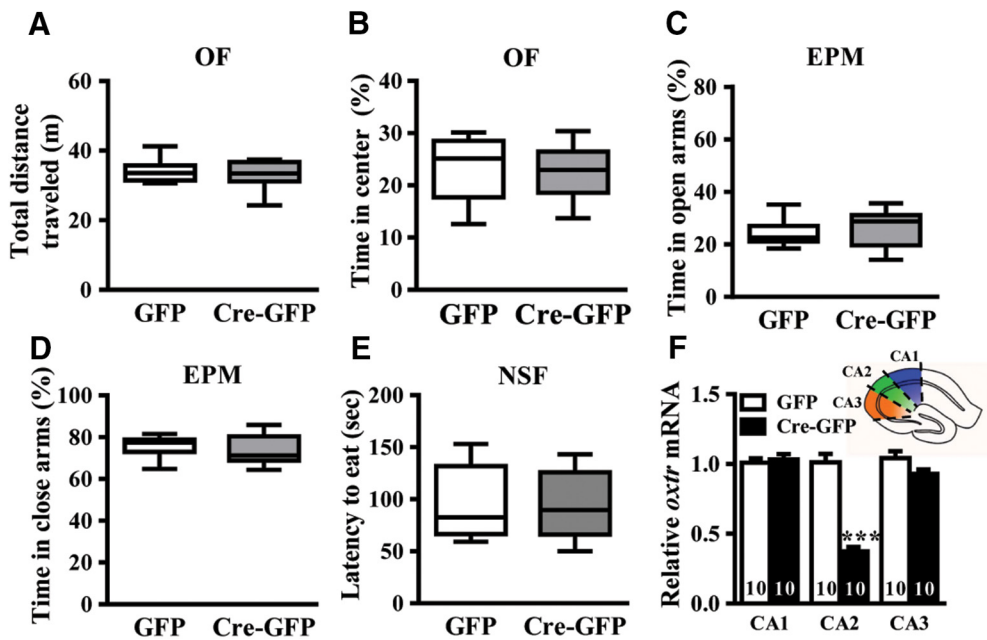 A
OF
Total distance
traveled (m)
60
40
20
0
GFP
Cre-GFP
B
OF
Time in center (%)
40
30
20
10
0
GFP
Cre-GFP
C
EPM
Time in open arms (%)
80
60
40
20
0
GFP
Cre-GFP
D
EPM
Time in close arms (%)
100
80
60
40
20
0
GFP
Cre-GFP
E
NSF
Latency to eat (sec)
200
150
100
50
0
GFP
Cre-GFP
F
CA1
CA2
CA3
GFP
Cre-GFP
Relative oxtr mRNA
1.5
1.0
0.5
0.0
***
10 10 10 10 10 10
CA1 CA2 CA3